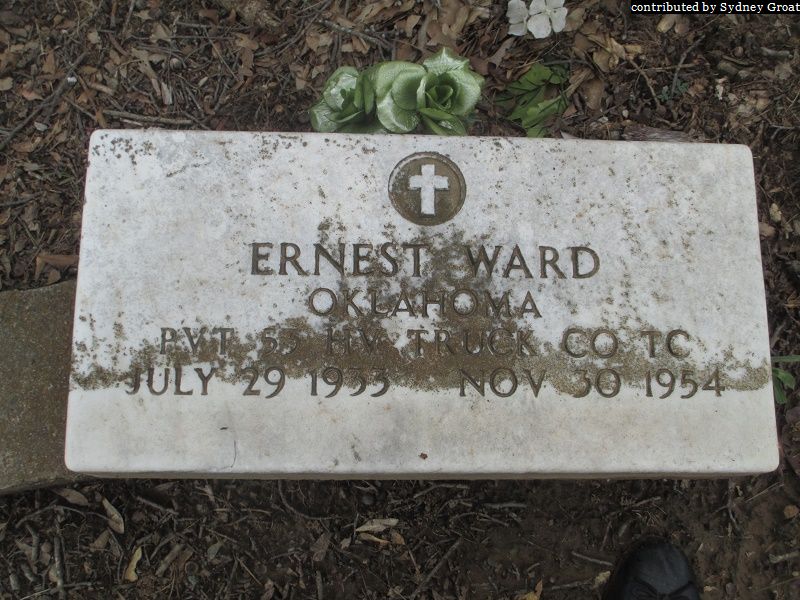 contributed by Sydney Groat
ERNEST WARD
OKLAHOMA
PVT 53 HV TRUCK CO TC
JULY 29 1933 NOV 30 1954